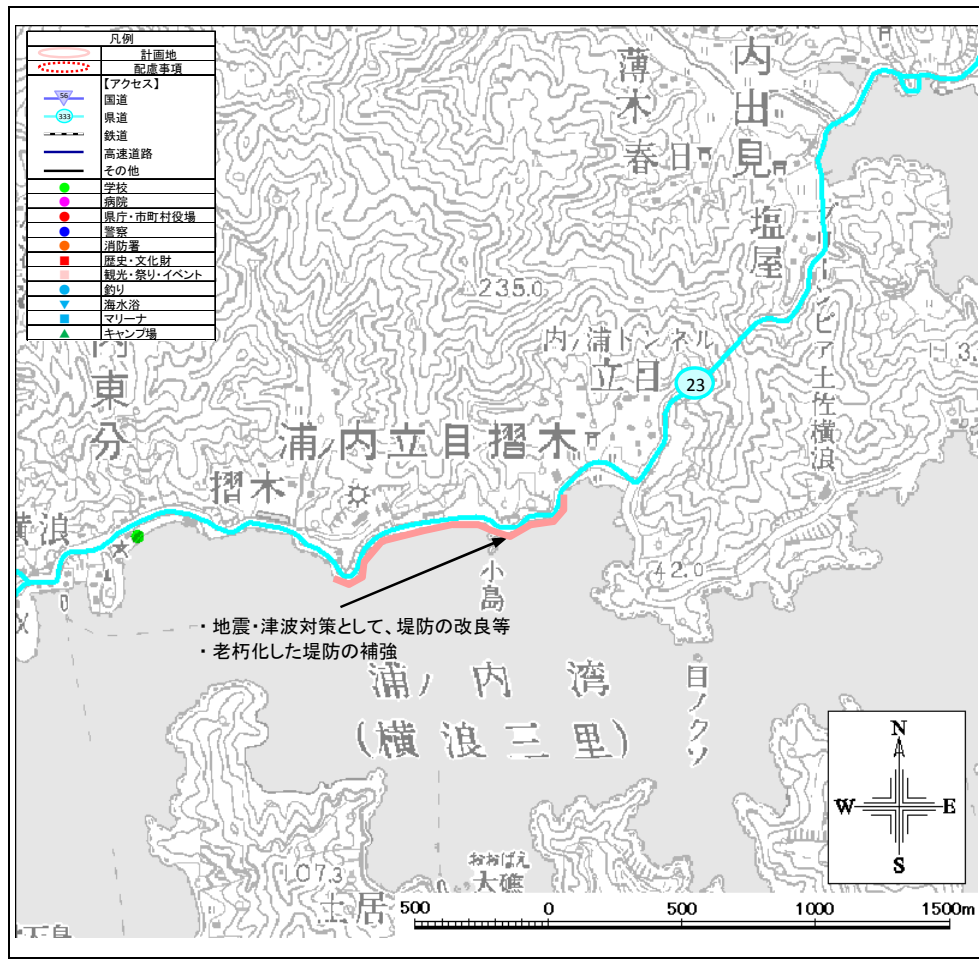 凡例
計画地
配慮事項
【アクセス】
56
国道
333
県道
鉄道
高速道路
その他
学校
病院
県庁・市町村役場
警察
消防署
歴史・文化財
観光・祭り・イベント
釣り
海水浴
マリーナ
キャンプ場
薄木
春日
内出見
塩屋
235.0
内ノ浦トンネル
立目
23
東分
浦ノ内立目摺木
摺木
横浪
小島
42.0
・地震・津波対策として、堤防の改良等
・老朽化した堤防の補強
浦ノ内湾
(横浪三里)
目ノクソ
107.3
土居
おおばえ
大礁
N
W
E
S
500 0 500 1000 1500m